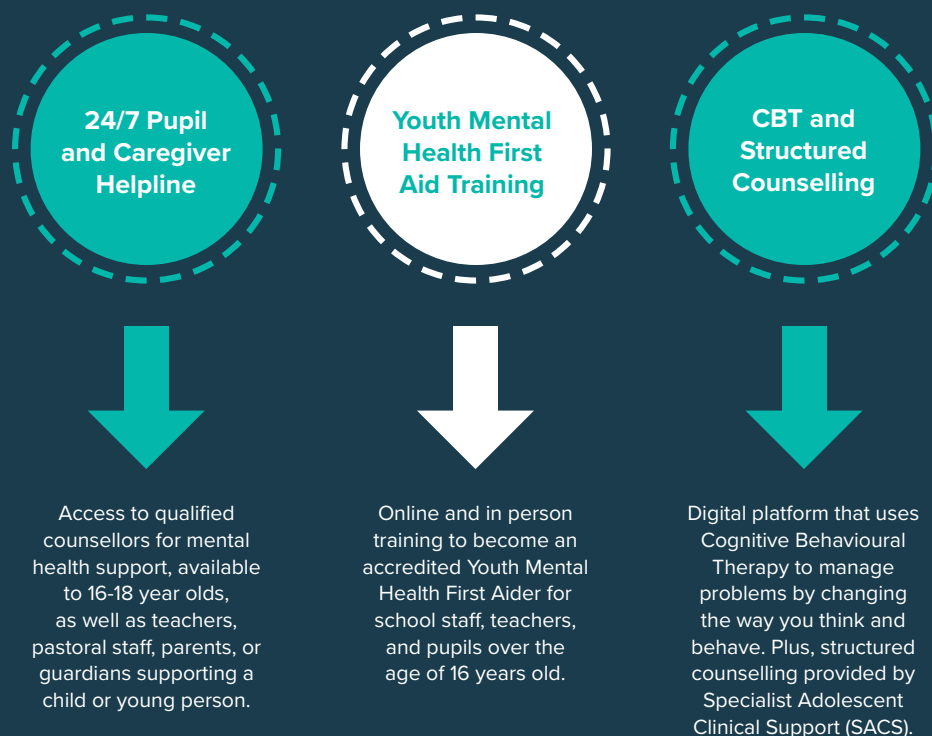 24/7 Pupil
and Caregiver
Helpline
Youth Mental
Health First
Aid Training
CBT and
Structured
Counselling
Access to qualified
counsellors for mental
health support, available
to 16-18 year olds,
as well as teachers,
pastoral staff, parents, or
guardians supporting a
child or young person.
Online and in person
training to become an
accredited Youth Mental
Health First Aider for
school staff, teachers,
and pupils over the
age of 16 years old.
Digital platform that uses
Cognitive Behavioural
Therapy to manage
problems by changing
the way you think and
behave. Plus, structured
counselling provided by
Specialist Adolescent
Clinical Support (SACS).